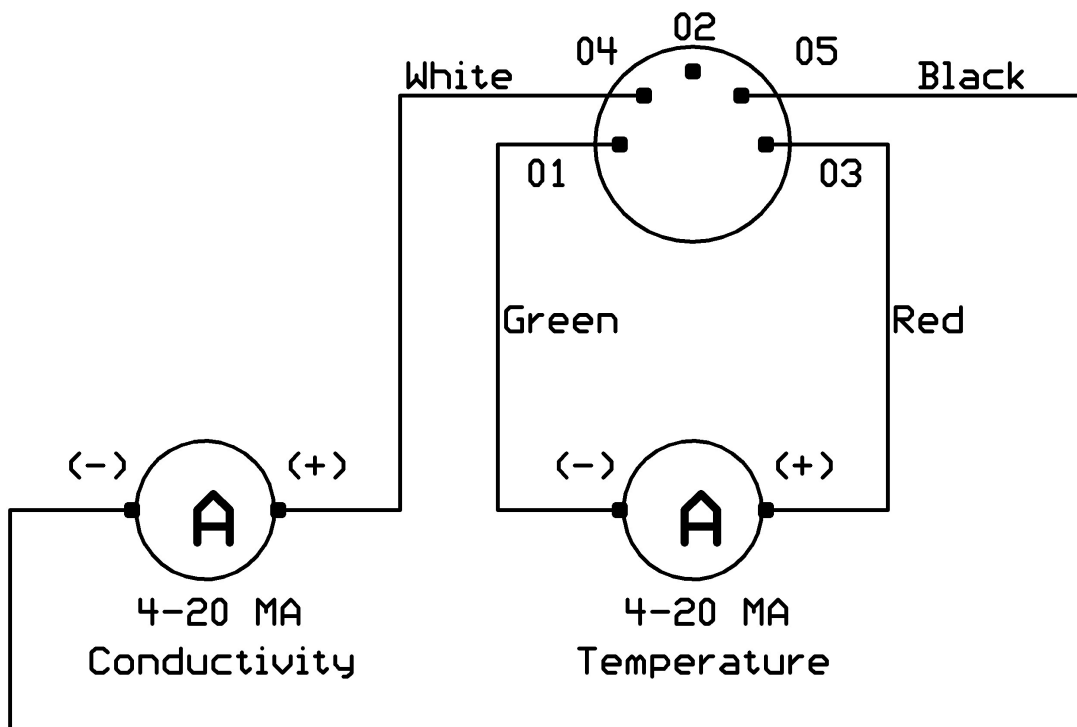 02
04
05
White
Black
01
03
Green
Red
(-)
(+)
(-)
(+)
A
A
4-20 MA
Conductivity
4-20 MA
Temperature